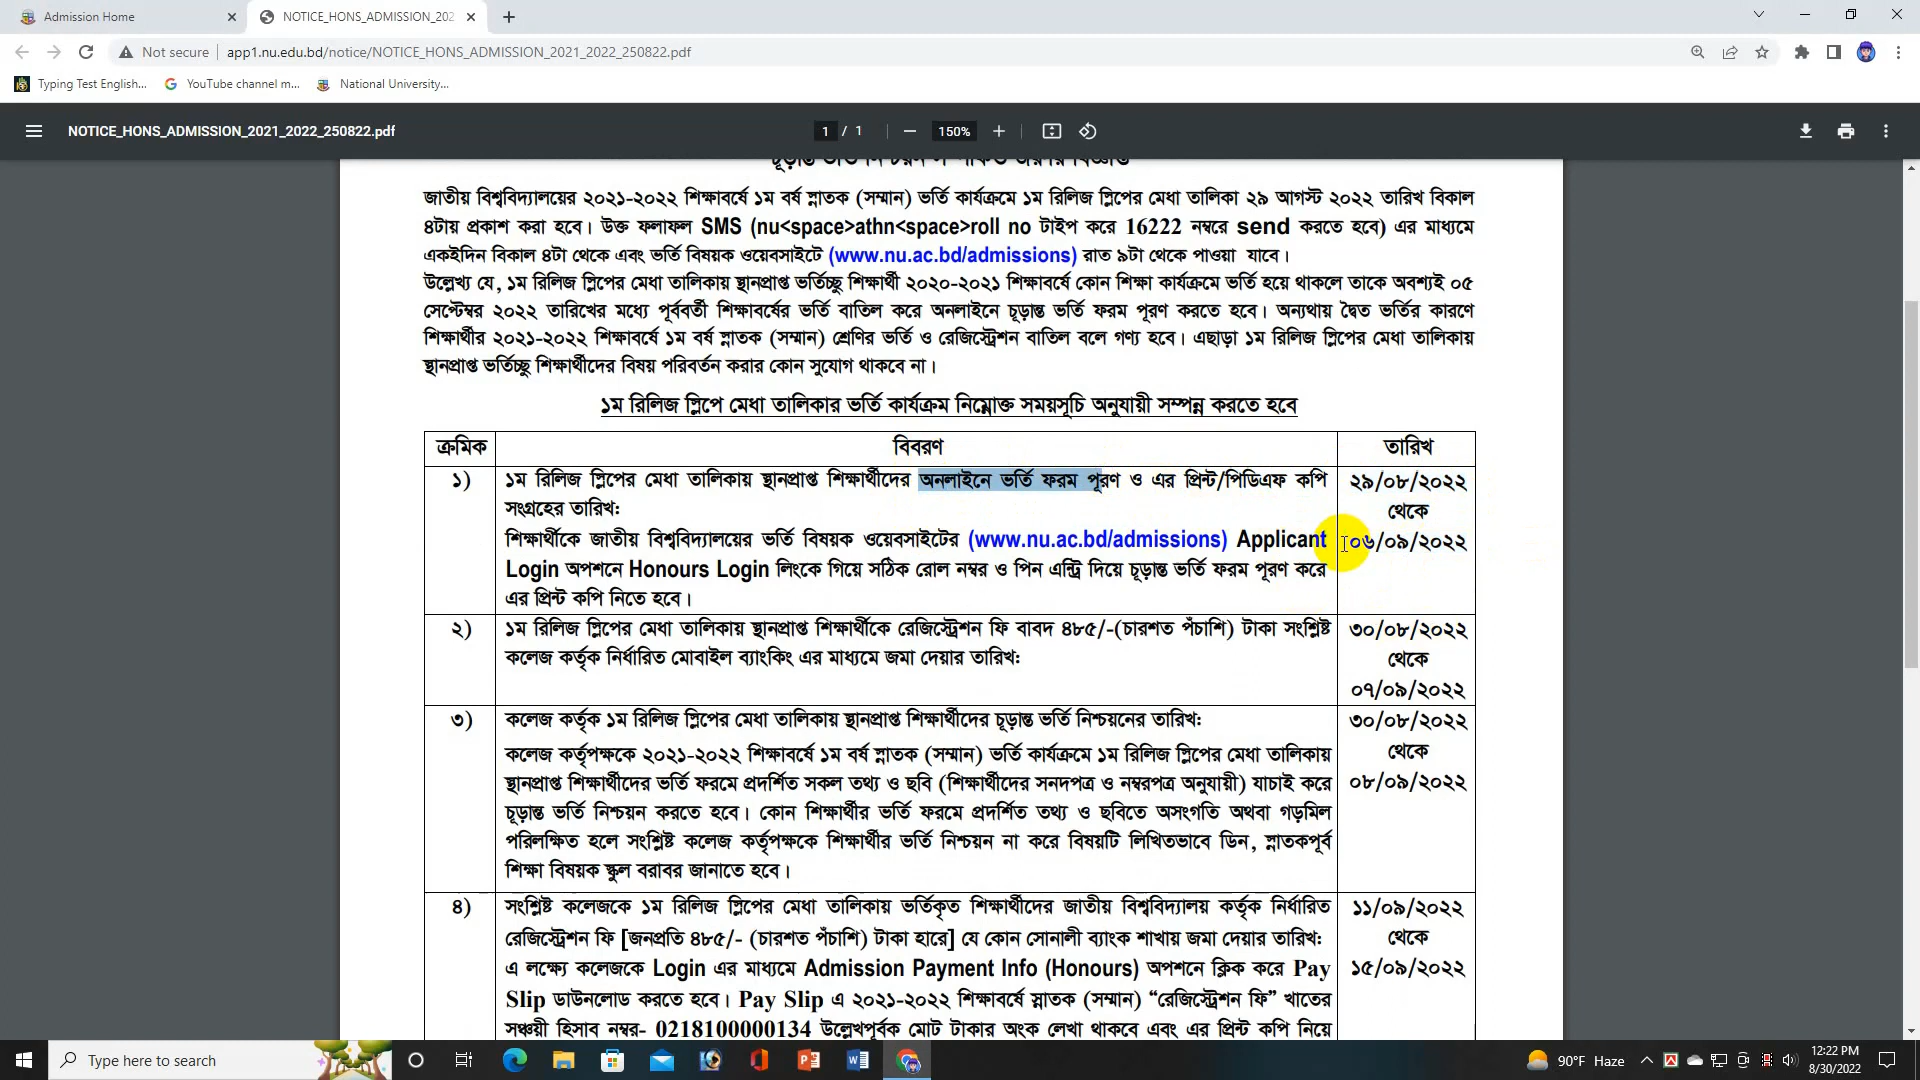 Admission Home
NOTICE_HONS_ADMISSION_202
Not secure
app1.nu.edu.bd/notice/NOTICE_HONS_ADMISSION_2021_2022_250822.pdf
Typing Test English...
YouTube channel m...
National University...
NOTICE_HONS_ADMISSION_2021_2022_250822.pdf
1 / 1
150%
জাতীয় বিশ্ববিদ্যালয়ের ২০২১-২০২২ শিক্ষাবর্ষে ১ম বর্ষ স্নাতক (সম্মান) ভর্তি কার্যক্রমে ১ম রিলিজ স্লিপের মেধা তালিকা ২৯ আগস্ট ২০২২ তারিখ বিকাল
৪টায় প্রকাশ করা হবে। উক্ত ফলাফল SMS (nu<space>athn<space>roll no টাইপ করে 16222 নম্বরে send করতে হবে) এর মাধ্যমে
একইদিন বিকাল ৪টা থেকে এবং ভর্তি বিষয়ক ওয়েবসাইটে (www.nu.ac.bd/admissions) রাত ৯টা থেকে পাওয়া যাবে।
উল্লেখ্য যে, ১ম রিলিজ স্লিপের মেধা তালিকায় স্থানপ্রাপ্ত ভর্তিচ্ছু শিক্ষার্থী ২০২০-২০২১ শিক্ষাবর্ষে কোন শিক্ষা কার্যক্রমে ভর্তি হয়ে থাকলে তাকে অবশ্যই ০৫
সেপ্টেম্বর ২০২২ তারিখের মধ্যে পূর্ববর্তী শিক্ষাবর্ষের ভর্তি বাতিল করে অনলাইনে চূড়ান্ত ভর্তি ফরম পূরণ করতে হবে। অন্যথায় দ্বৈত ভর্তির কারণে
শিক্ষার্থীর ২০২১-২০২২ শিক্ষাবর্ষে ১ম বর্ষ স্নাতক (সম্মান) শ্রেণির ভর্তি ও রেজিস্ট্রেশন বাতিল বলে গণ্য হবে। এছাড়া ১ম রিলিজ স্লিপের মেধা তালিকায়
স্থানপ্রাপ্ত ভর্তিচ্ছু শিক্ষার্থীদের বিষয় পরিবর্তন করার কোন সুযোগ থাকবে না।
১ম রিলিজ স্লিপে মেধা তালিকার ভর্তি কার্যক্রম নিম্নোক্ত সময়সূচি অনুযায়ী সম্পন্ন করতে হবে
ক্রমিক বিবরণ তারিখ
১) ১ম রিলিজ স্লিপের মেধা তালিকায় স্থানপ্রাপ্ত শিক্ষার্থীদের অনলাইনে ভর্তি ফরম পূরণ ও এর প্রিন্ট/পিডিএফ কপি ২৯/০৮/২০২২
সংগ্রহের তারিখঃ থেকে
শিক্ষার্থীকে জাতীয় বিশ্ববিদ্যালয়ের ভর্তি বিষয়ক ওয়েবসাইটের (www.nu.ac.bd/admissions) Applicant ০৬/০৯/২০২২
Login অপশনে Honours Login লিংকে গিয়ে সঠিক রোল নম্বর ও পিন এন্ট্রি দিয়ে চূড়ান্ত ভর্তি ফরম পূরণ করে
এর প্রিন্ট কপি নিতে হবে।
২) ১ম রিলিজ স্লিপের মেধা তালিকায় স্থানপ্রাপ্ত শিক্ষার্থীকে রেজিস্ট্রেশন ফি বাবদ ৪৮৫/-(চারশত পঁচাশি) টাকা সংশ্লিষ্ট ৩০/০৮/২০২২
কলেজ কর্তৃক নির্ধারিত মোবাইল ব্যাংকিং এর মাধ্যমে জমা দেয়ার তারিখঃ থেকে
০৭/০৯/২০২২
৩) কলেজ কর্তৃক ১ম রিলিজ স্লিপের মেধা তালিকায় স্থানপ্রাপ্ত শিক্ষার্থীদের চূড়ান্ত ভর্তি নিশ্চয়নের তারিখঃ ৩০/০৮/২০২২
কলেজ কর্তৃপক্ষকে ২০২১-২০২২ শিক্ষাবর্ষে ১ম বর্ষ স্নাতক (সম্মান) ভর্তি কার্যক্রমে ১ম রিলিজ স্লিপের মেধা তালিকায় থেকে
স্থানপ্রাপ্ত শিক্ষার্থীদের ভর্তি ফরমে প্রদর্শিত সকল তথ্য ও ছবি (শিক্ষার্থীদের সনদপত্র ও নম্বরপত্র অনুযায়ী) যাচাই করে ০৮/০৯/২০২২
চূড়ান্ত ভর্তি নিশ্চয়ন করতে হবে। কোন শিক্ষার্থীর ভর্তি ফরমে প্রদর্শিত তথ্য ও ছবিতে অসংগতি অথবা গড়মিল
পরিলক্ষিত হলে সংশ্লিষ্ট কলেজ কর্তৃপক্ষকে শিক্ষার্থীর ভর্তি নিশ্চয়ন না করে বিষয়টি লিখিতভাবে ডিন, স্নাতকপূর্ব
শিক্ষা বিষয়ক স্কুল বরাবর জানাতে হবে।
৪) সংশ্লিষ্ট কলেজকে ১ম রিলিজ স্লিপের মেধা তালিকায় ভর্তিকৃত শিক্ষার্থীদের জাতীয় বিশ্ববিদ্যালয় কর্তৃক নির্ধারিত ১১/০৯/২০২২
রেজিস্ট্রেশন ফি [জনপ্রতি ৪৮৫/- (চারশত পঁচাশি) টাকা হারে] যে কোন সোনালী ব্যাংক শাখায় জমা দেয়ার তারিখঃ থেকে
এ লক্ষ্যে কলেজকে Login এর মাধ্যমে Admission Payment Info (Honours) অপশনে ক্লিক করে Pay ১৫/০৯/২০২২
Slip ডাউনলোড করতে হবে। Pay Slip এ ২০২১-২০২২ শিক্ষাবর্ষে স্নাতক (সম্মান) “রেজিস্ট্রেশন ফি” খাতের
সঞ্চয়ী হিসাব নম্বর- 0218100000134 উল্লেখপূর্বক মোট টাকার অংক লেখা থাকবে এবং এর প্রিন্ট কপি নিয়ে
Type here to search
90°F Haze
12:22 PM
8/30/2022